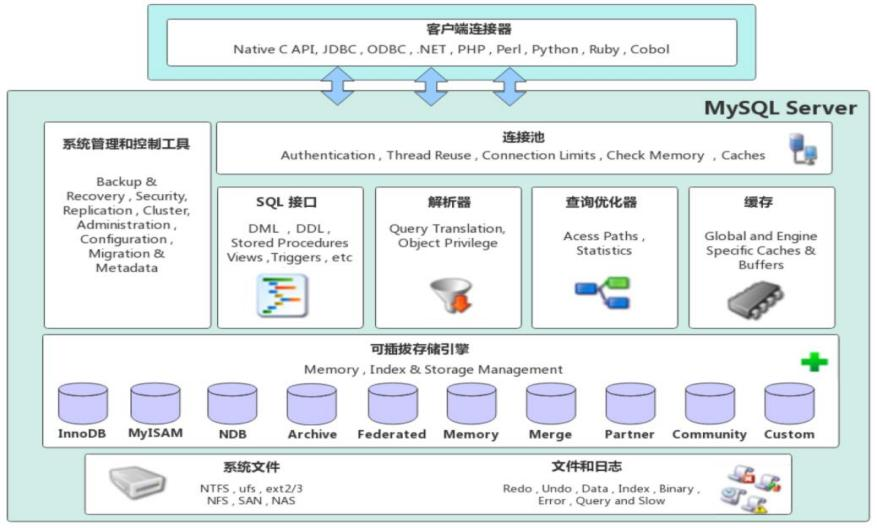 客户端连接器
Native C API, JDBC , ODBC , .NET , PHP , Perl , Python , Ruby , Cobol
MySQL Server
系统管理和控制工具
Backup &
Recovery , Security,
Replication , Cluster,
Administration ,
Configuration ,
Migration &
Metadata
连接池
Authentication , Thread Reuse , Connection Limits , Check Memory , Caches
SQL 接口
DML , DDL ,
Stored Procedures
Views ,Triggers , etc
解析器
Query Translation,
Object Privilege
查询优化器
Acess Paths ,
Statistics
缓存
Global and Engine
Specific Caches &
Buffers
可插拔存储引擎
Memory , Index & Storage Management
InnoDB
MyISAM
NDB
Archive
Federated
Memory
Merge
Partner
Community
Custom
系统文件
NTFS , ufs , ext2/3
NFS , SAN , NAS
文件和日志
Redo , Undo , Data , Index , Binary ,
Error , Query and Slow